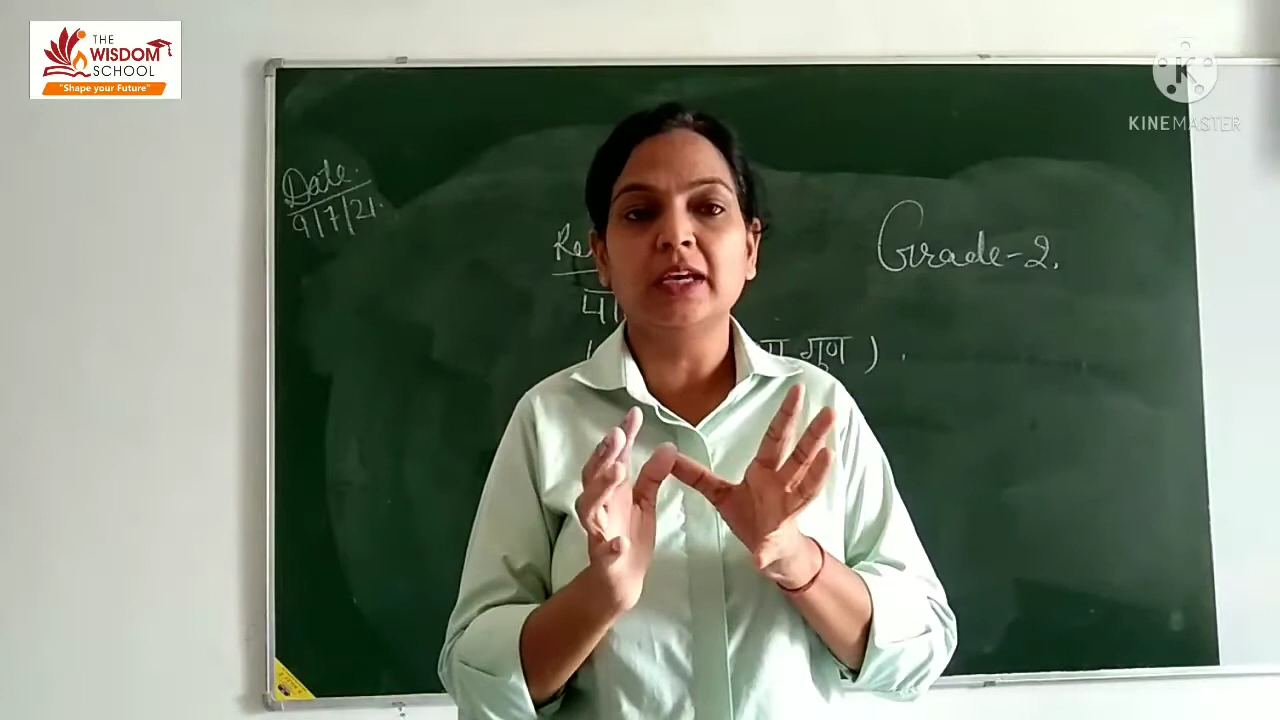 THE
WISDOM
SCHOOL
"Shape your Future"
KINEMASTER
Date.
9/7/21.
Grade-2.
गुण ) .